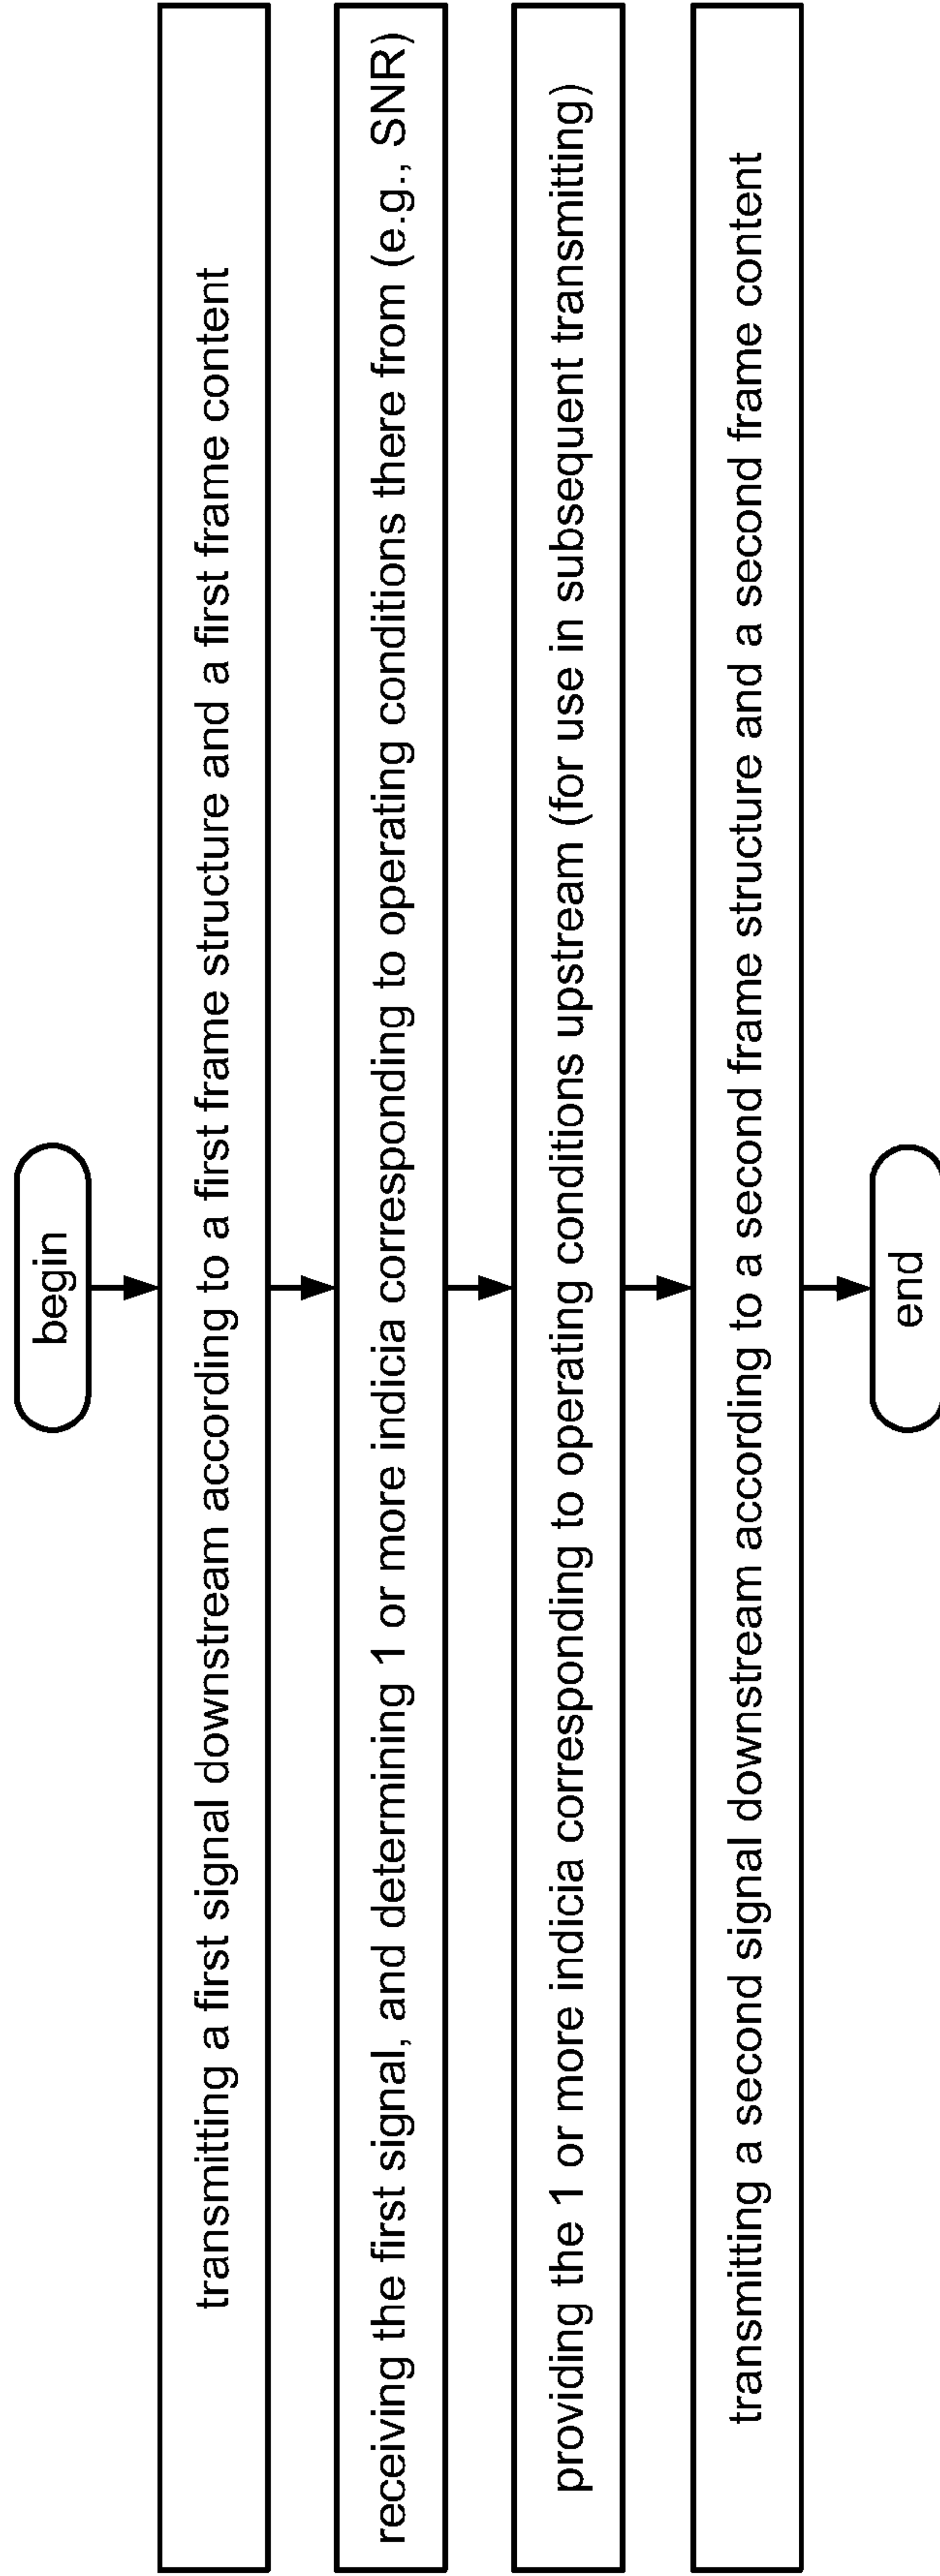 begin
transmitting a first signal downstream according to a first frame structure and a first frame content
receiving the first signal, and determining 1 or more indicia corresponding to operating conditions there from (e.g., SNR)
providing the 1 or more indicia corresponding to operating conditions upstream (for use in subsequent transmitting)
transmitting a second signal downstream according to a second frame structure and a second frame content
end